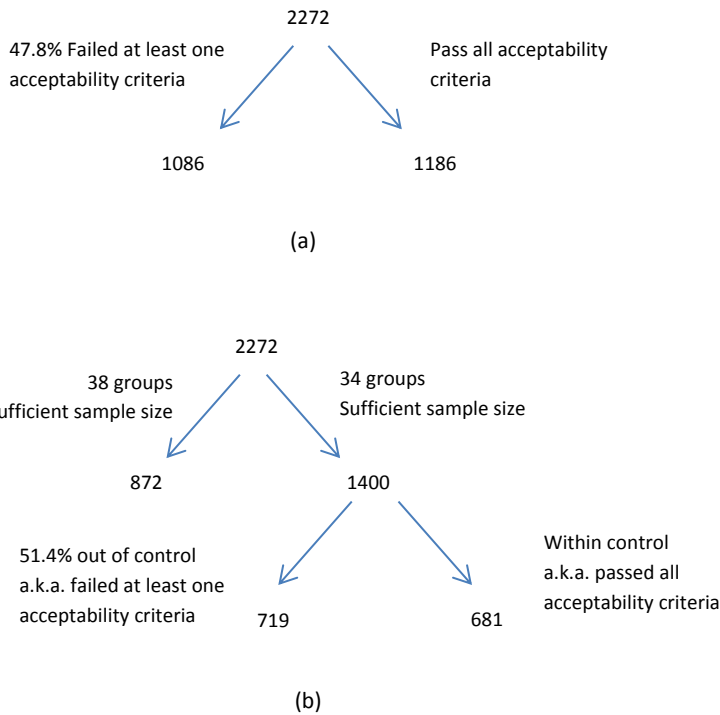 2272
47.8% Failed at least one
acceptability criteria
Pass all acceptability
criteria
1086
1186
(a)
2272
38 groups
sample size
34 groups
Sufficient sample size
872
1400
51.4% out of control
a.k.a. failed at least one
acceptability criteria
719
681
Within control
a.k.a. passed all
acceptability criteria
(b)